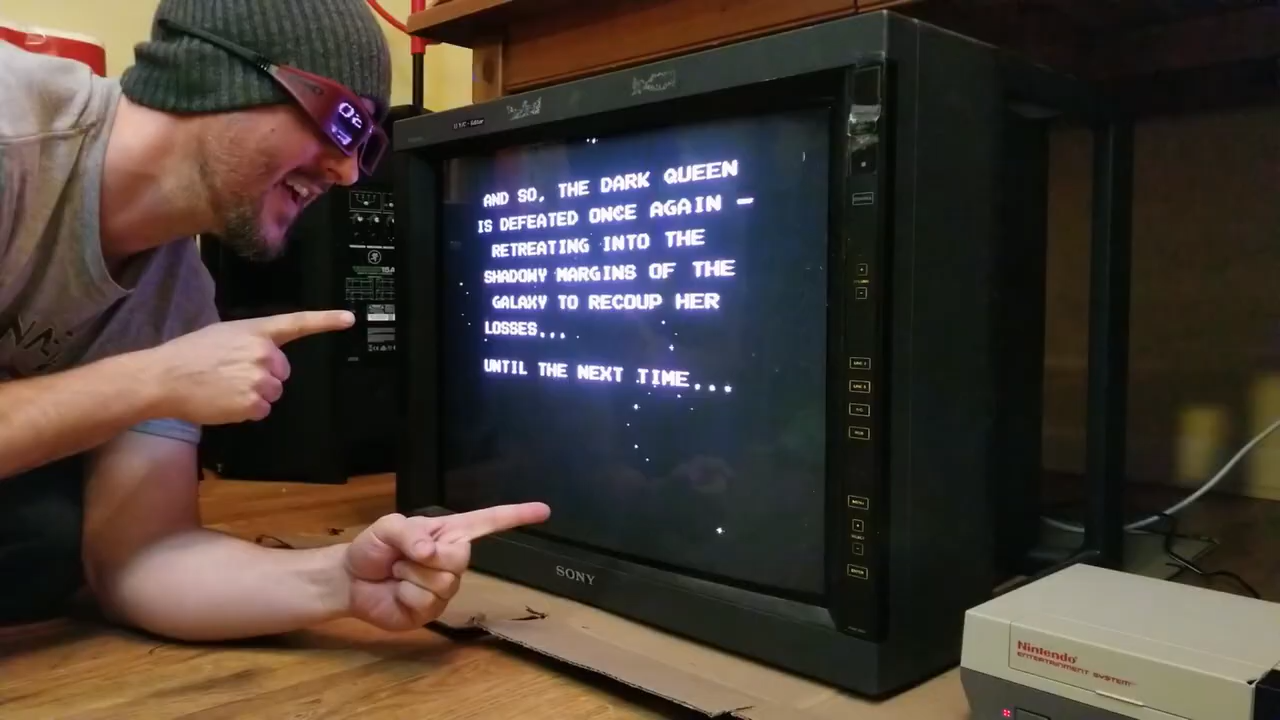 AND SO, THE DARK QUEEN
IS DEFEATED ONCE AGAIN —
RETREATING INTO THE
SHADOWY MARGINS OF THE
GALAXY TO RECOUP HER
LOSSES...
UNTIL THE NEXT TIME...
SONY
Nintendo
ENTERTAINMENT SYSTEM